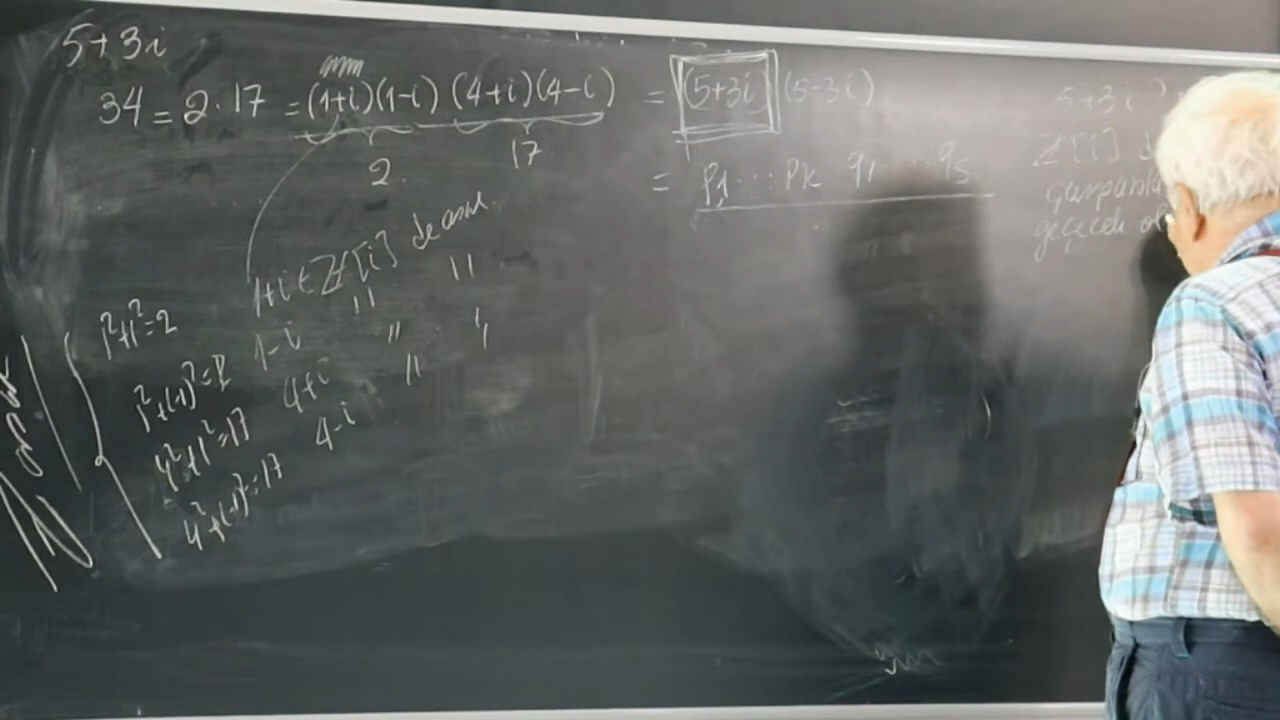 5+3i
34 = 2·17 = (1+i)(1-i) (4+i)(4-i) = (5+3i) (5-3i)
2. 17
= P₁ ... Pk q₁ ... qs
5+3i
Z[i]
geçecek
1²+1²=2 1+i ∈ Z[i] de asal.
1²+(-1)²=2 1-i " "
4²+1²=17 4+i " "
4²+(-1)²=17 4-i "